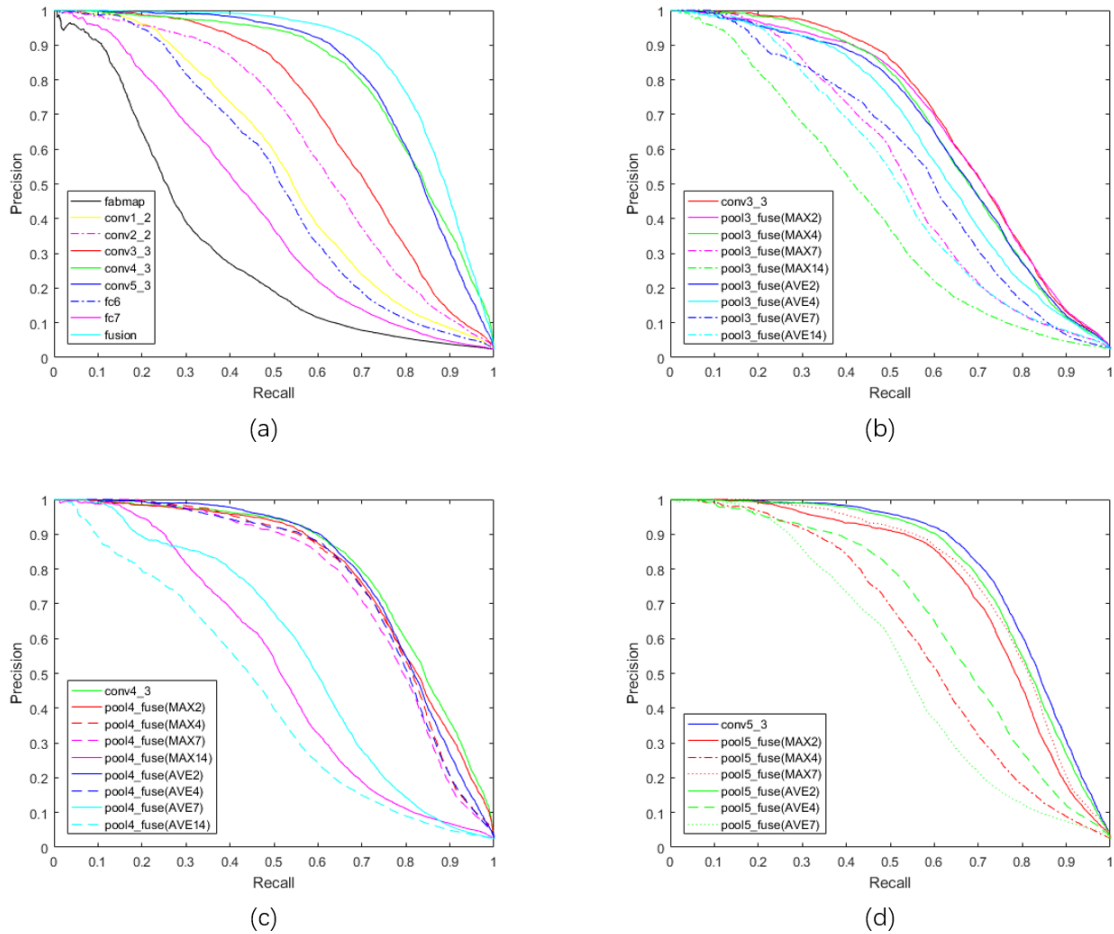 1
0.9
0.8
0.7
0.6
0.5
0.4
0.3
0.2
0.1
0
Precision
fabmap
conv1_2
conv2_2
conv3_3
conv4_3
conv5_3
fc6
fc7
fusion
0 0.1 0.2 0.3 0.4 0.5 0.6 0.7 0.8 0.9 1
Recall
(a)
1
0.9
0.8
0.7
0.6
0.5
0.4
0.3
0.2
0.1
0
Precision
conv3_3
pool3_fuse(MAX2)
pool3_fuse(MAX4)
pool3_fuse(MAX7)
pool3_fuse(MAX14)
pool3_fuse(AVE2)
pool3_fuse(AVE4)
pool3_fuse(AVE7)
pool3_fuse(AVE14)
0 0.1 0.2 0.3 0.4 0.5 0.6 0.7 0.8 0.9 1
Recall
(b)
1
0.9
0.8
0.7
0.6
0.5
0.4
0.3
0.2
0.1
0
Precision
conv4_3
pool4_fuse(MAX2)
pool4_fuse(MAX4)
pool4_fuse(MAX7)
pool4_fuse(MAX14)
pool4_fuse(AVE2)
pool4_fuse(AVE4)
pool4_fuse(AVE7)
pool4_fuse(AVE14)
0 0.1 0.2 0.3 0.4 0.5 0.6 0.7 0.8 0.9 1
Recall
(c)
1
0.9
0.8
0.7
0.6
0.5
0.4
0.3
0.2
0.1
0
Precision
conv5_3
pool5_fuse(MAX2)
pool5_fuse(MAX4)
pool5_fuse(MAX7)
pool5_fuse(AVE2)
pool5_fuse(AVE4)
pool5_fuse(AVE7)
0 0.1 0.2 0.3 0.4 0.5 0.6 0.7 0.8 0.9 1
Recall
(d)